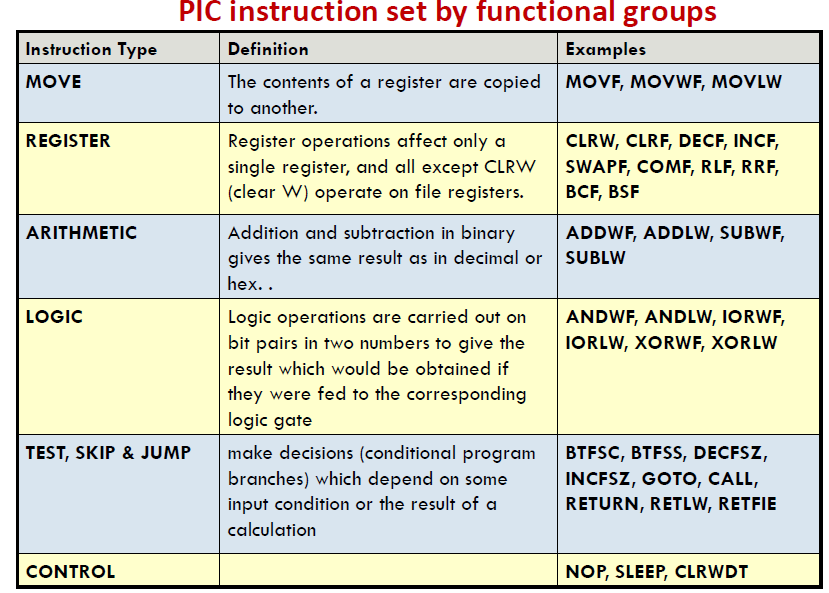 PIC instruction set by functional groups
Instruction Type Definition Examples
MOVE
The contents of a register are copied
to another.
MOVF, MOVWF, MOVLW
REGISTER
Register operations affect only a
single register, and all except CLRW
(clear W) operate on file registers.
CLRW, CLRF, DECF, INCF,
SWAPF, COMF, RLF, RRF,
BCF, BSF
ARITHMETIC
Addition and subtraction in binary
gives the same result as in decimal or
hex. .
ADDWF, ADDLW, SUBWF,
SUBLW
LOGIC
Logic operations are carried out on
bit pairs in two numbers to give the
result which would be obtained if
they were fed to the corresponding
logic gate
ANDWF, ANDLW, IORWF,
IORLW, XORWF, XORLW
TEST, SKIP & JUMP
make decisions (conditional program
branches) which depend on some
input condition or the result of a
calculation
BTFSC, BTFSS, DECFSZ,
INCFSZ, GOTO, CALL,
RETURN, RETLW, RETFIE
CONTROL
NOP, SLEEP, CLRWDT